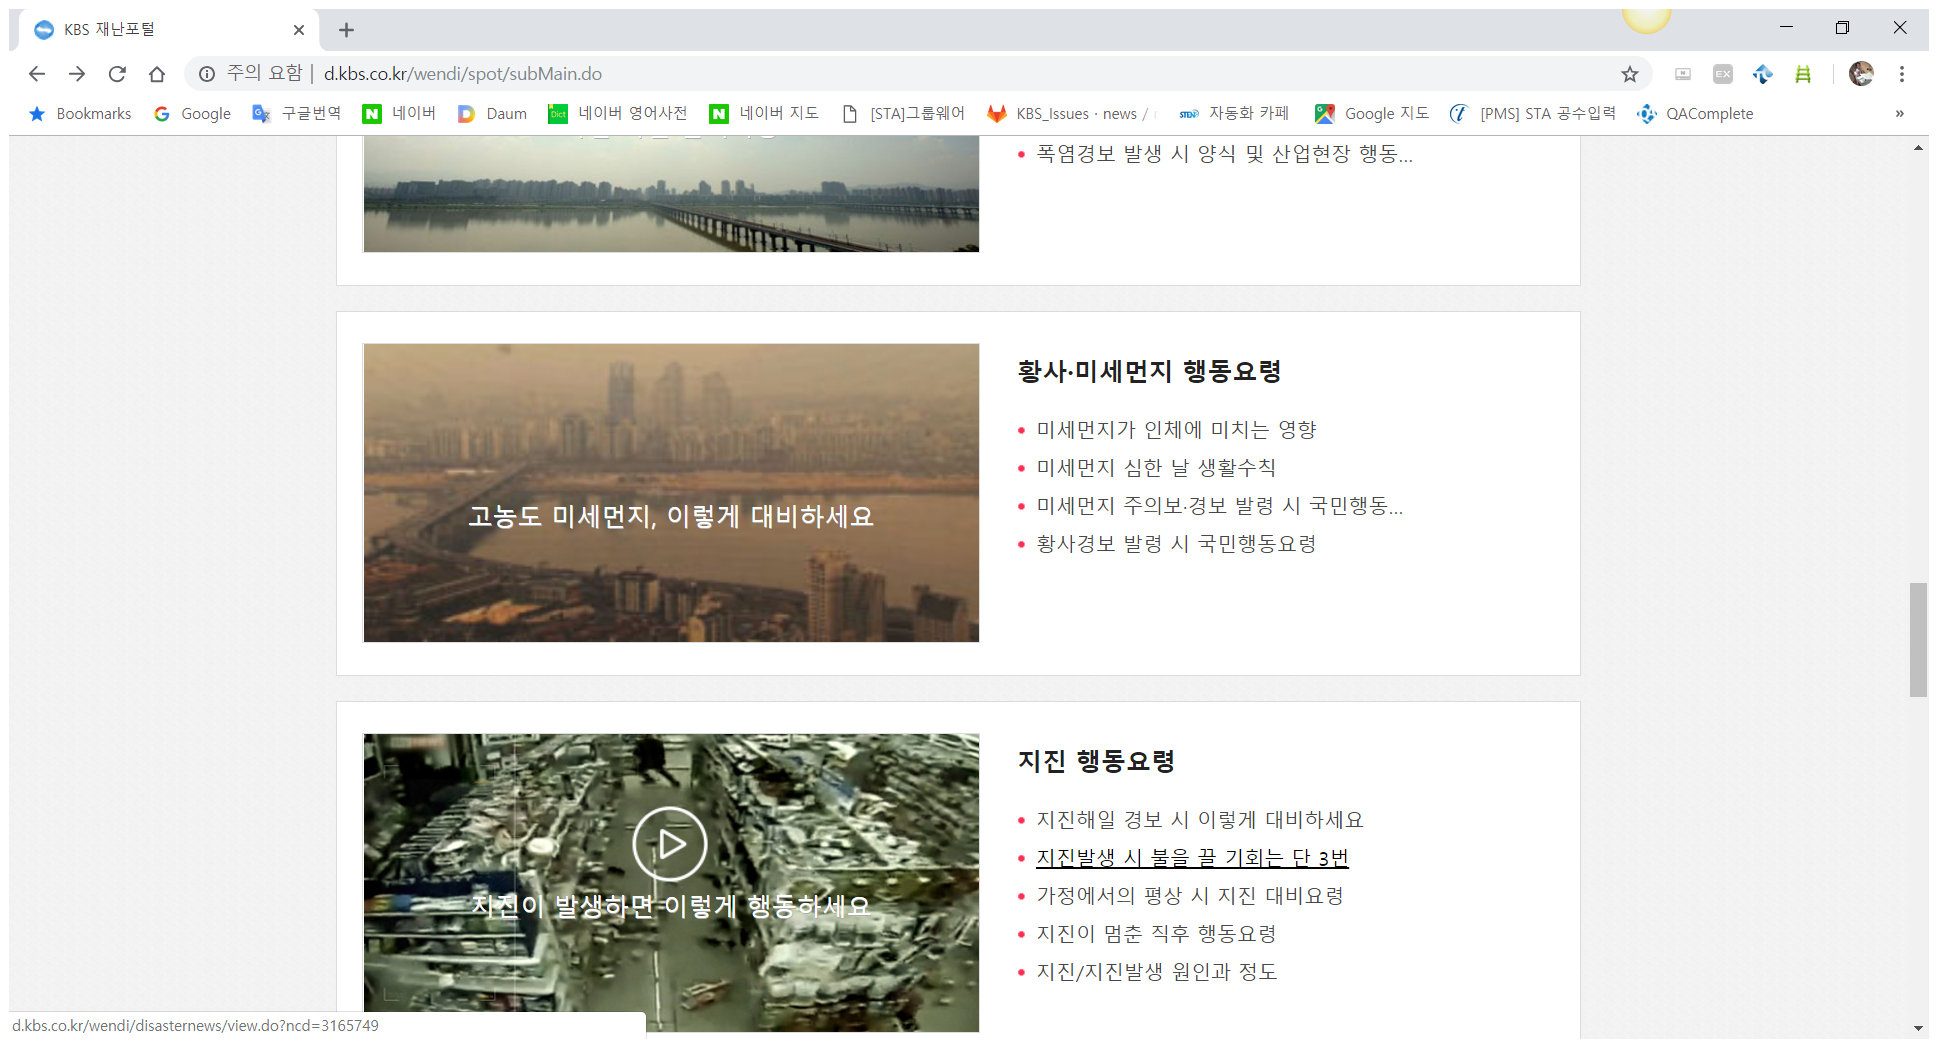 KBS 재난포털
주의 요함 | d.kbs.co.kr/wendi/spot/subMain.do
EX
Bookmarks Google 구글번역 네이버 Daum 네이버 영어사전 네이버 지도 [STA]그룹웨어 KBS_Issues · news / 자동화 카페 Google 지도 [PMS] STA 공수입력 QAComplete »
폭염경보 발생 시 양식 및 산업현장 행동...
고농도 미세먼지, 이렇게 대비하세요
황사·미세먼지 행동요령
미세먼지가 인체에 미치는 영향
미세먼지 심한 날 생활수칙
미세먼지 주의보·경보 발령 시 국민행동...
황사경보 발령 시 국민행동요령
지진이 발생하면 이렇게 행동하세요
지진 행동요령
지진해일 경보 시 이렇게 대비하세요
지진발생 시 불을 끌 기회는 단 3번
가정에서의 평상 시 지진 대비요령
지진이 멈춘 직후 행동요령
지진/지진발생 원인과 정도
d.kbs.co.kr/wendi/disasternews/view.do?ncd=3165749